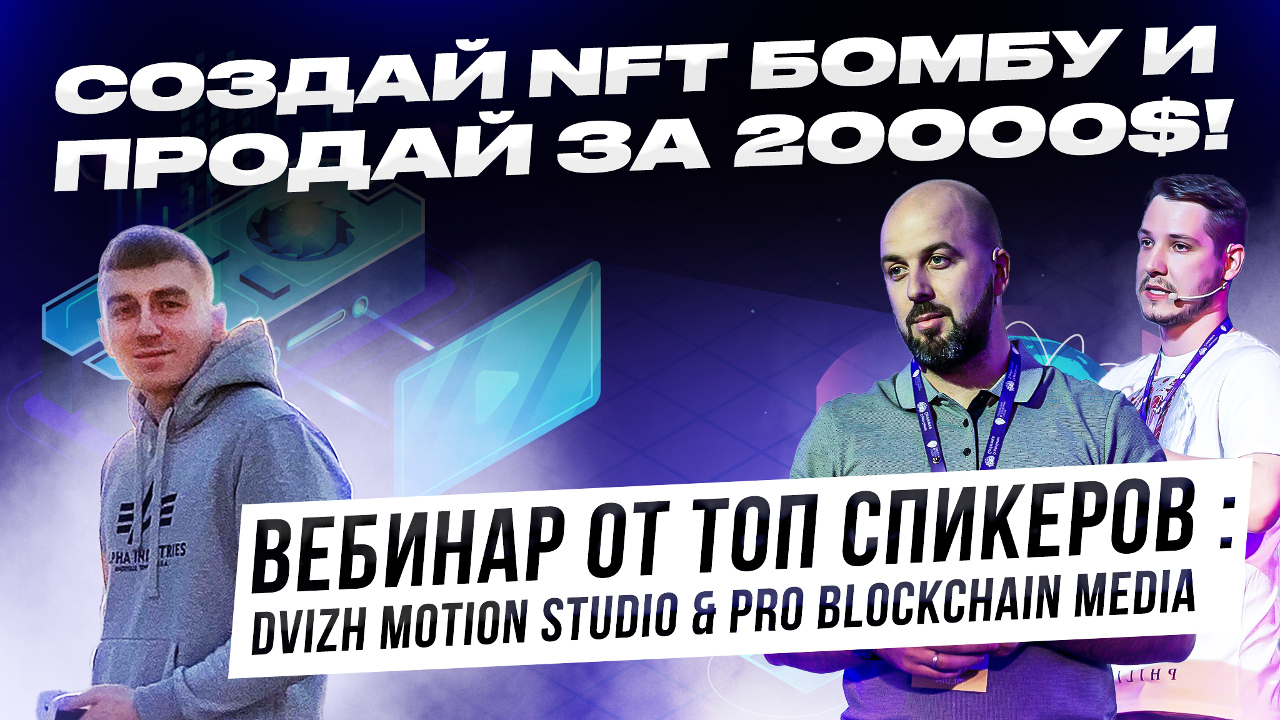 СОЗДАЙ NFT БОМБУ И
ПРОДАЙ ЗА 20000$!
ВЕБИНАР ОТ ТОП СПИКЕРОВ :
DVIZH MOTION STUDIO & PRO BLOCKCHAIN MEDIA